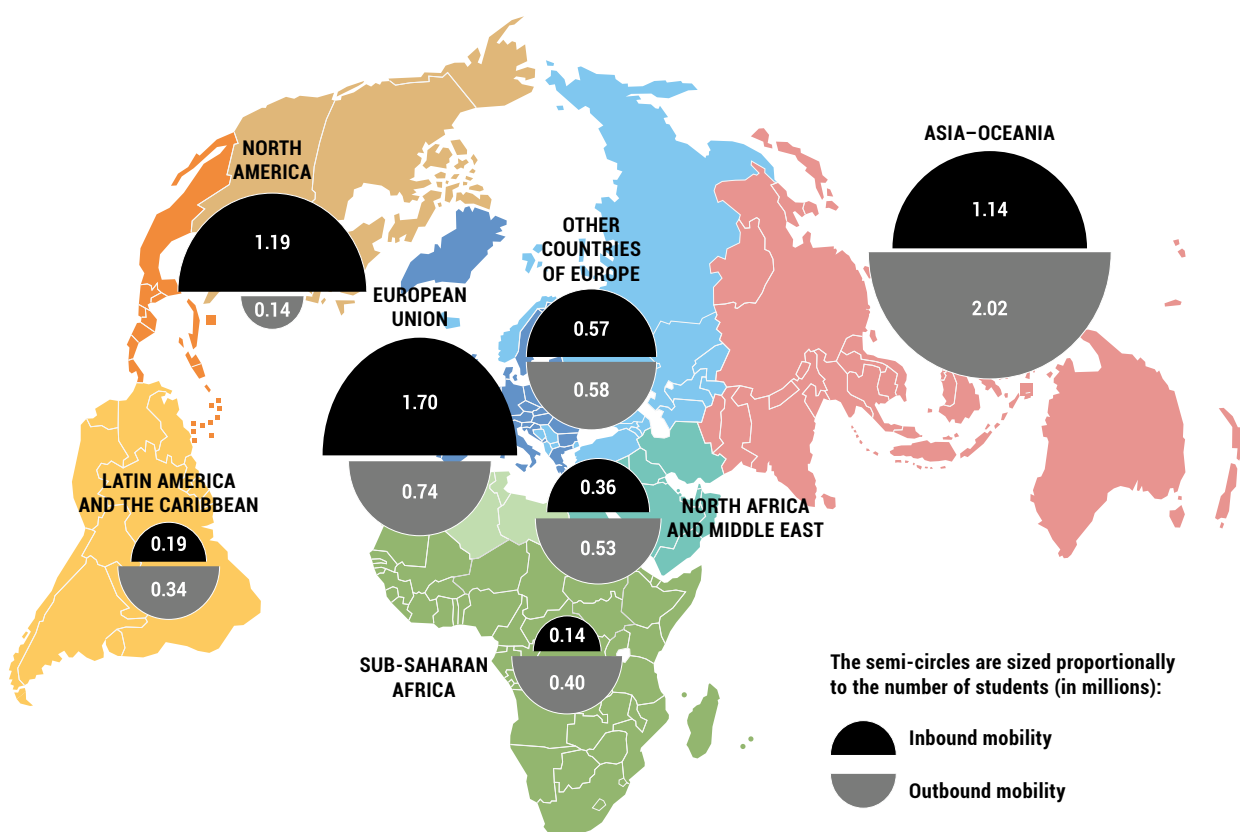 NORTH
AMERICA
1.19
0.14
ASIA–OCEANIA
1.14
2.02
OTHER
COUNTRIES
OF EUROPE
0.57
0.58
EUROPEAN
UNION
1.70
0.74
LATIN AMERICA
AND THE CARIBBEAN
0.19
0.34
0.36
0.53
NORTH AFRICA
AND MIDDLE EAST
SUB-SAHARAN
AFRICA
0.14
0.40
The semi-circles are sized proportionally
to the number of students (in millions):
Inbound mobility
Outbound mobility